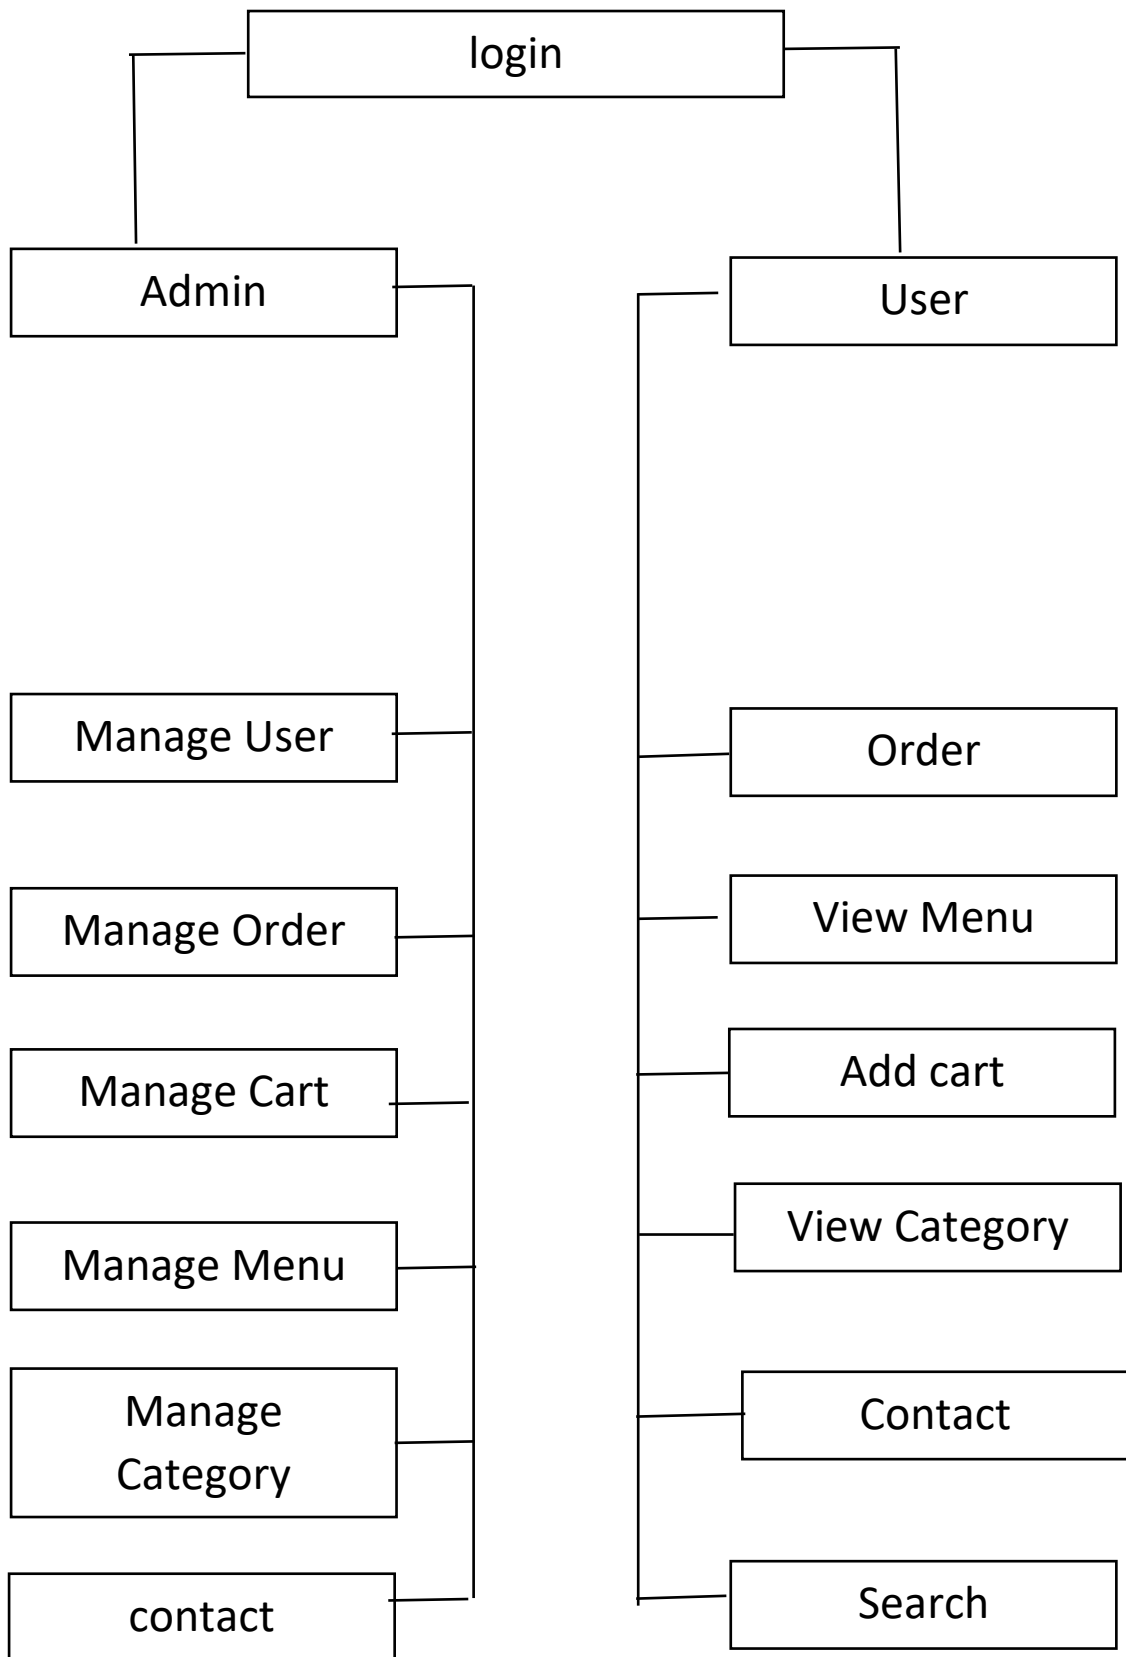 login
Admin
User
Manage User
Order
Manage Order
View Menu
Manage Cart
Add cart
Manage Menu
View Category
Manage
Category
Contact
contact
Search